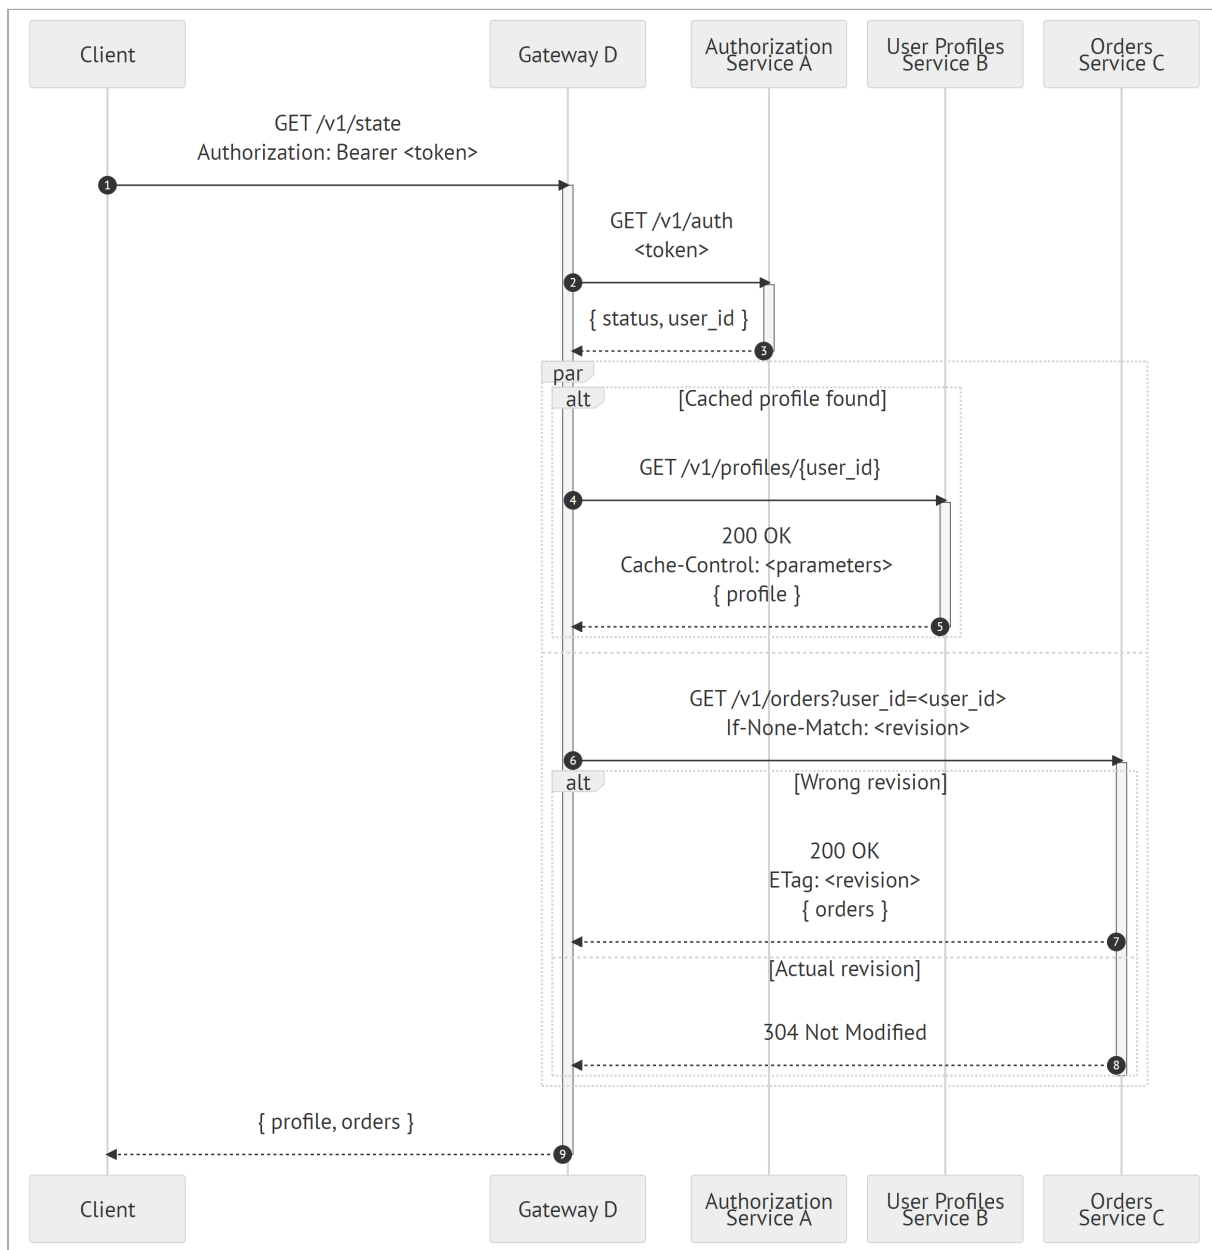 Client
Gateway D
Authorization
Service A
User Profiles
Service B
Orders
Service C
GET /v1/state
Authorization: Bearer <token>
1
GET /v1/auth
<token>
2
{ status, user_id }
3
par
alt
[Cached profile found]
GET /v1/profiles/{user_id}
4
200 OK
Cache-Control: <parameters>
{ profile }
5
GET /v1/orders?user_id=<user_id>
If-None-Match: <revision>
6
alt
[Wrong revision]
200 OK
ETag: <revision>
{ orders }
7
[Actual revision]
304 Not Modified
8
{ profile, orders }
9
Client
Gateway D
Authorization
Service A
User Profiles
Service B
Orders
Service C